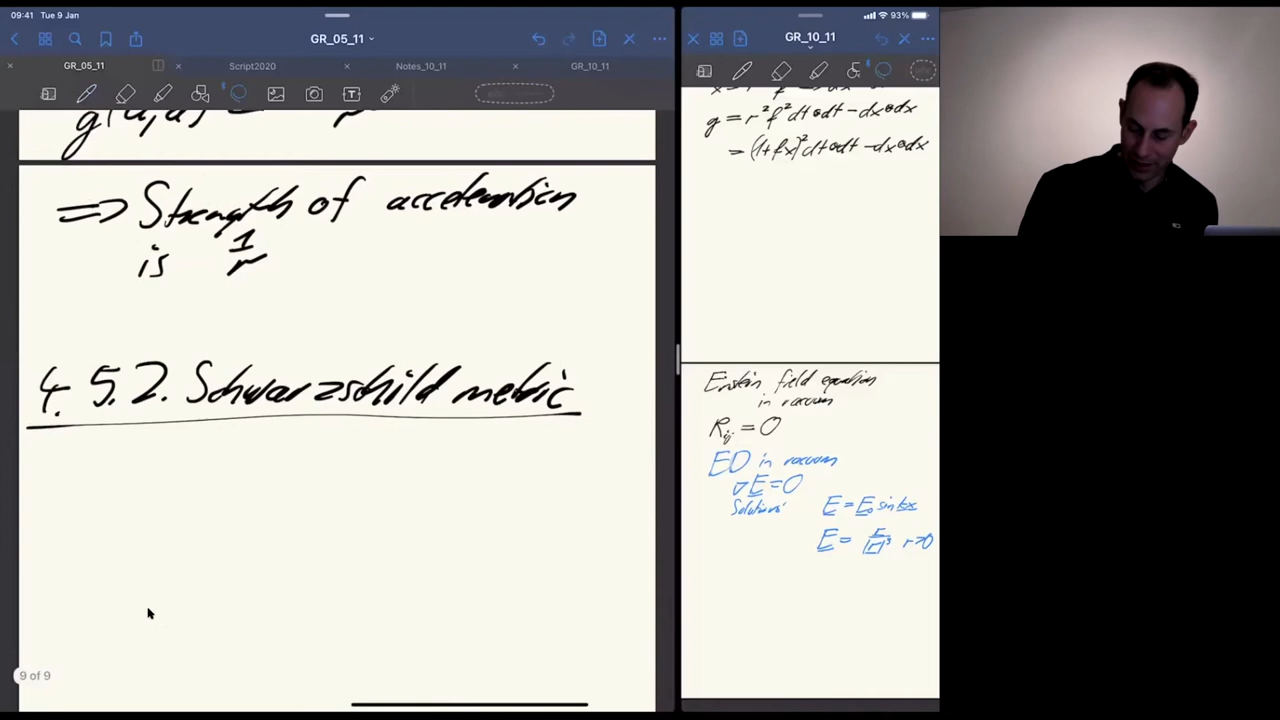 09:41 Tue 9 Jan
GR_05_11
GR_05_11
Script2020
Notes_10_11
GR_10_11
=> Strength of acceleration
is 1/r
4.5.2. Schwarzschild metric
9 of 9
93%
GR_10_11
g = r²f²dt⊗dt - dx⊗dx
= (1+fx)²dt⊗dt - dx⊗dx
Einstein field equation
in vacuum
Rij = 0
ED in vacuum
∇E = 0
Solutions: E = E₀ sin kx
E = r/|r|³ r>0